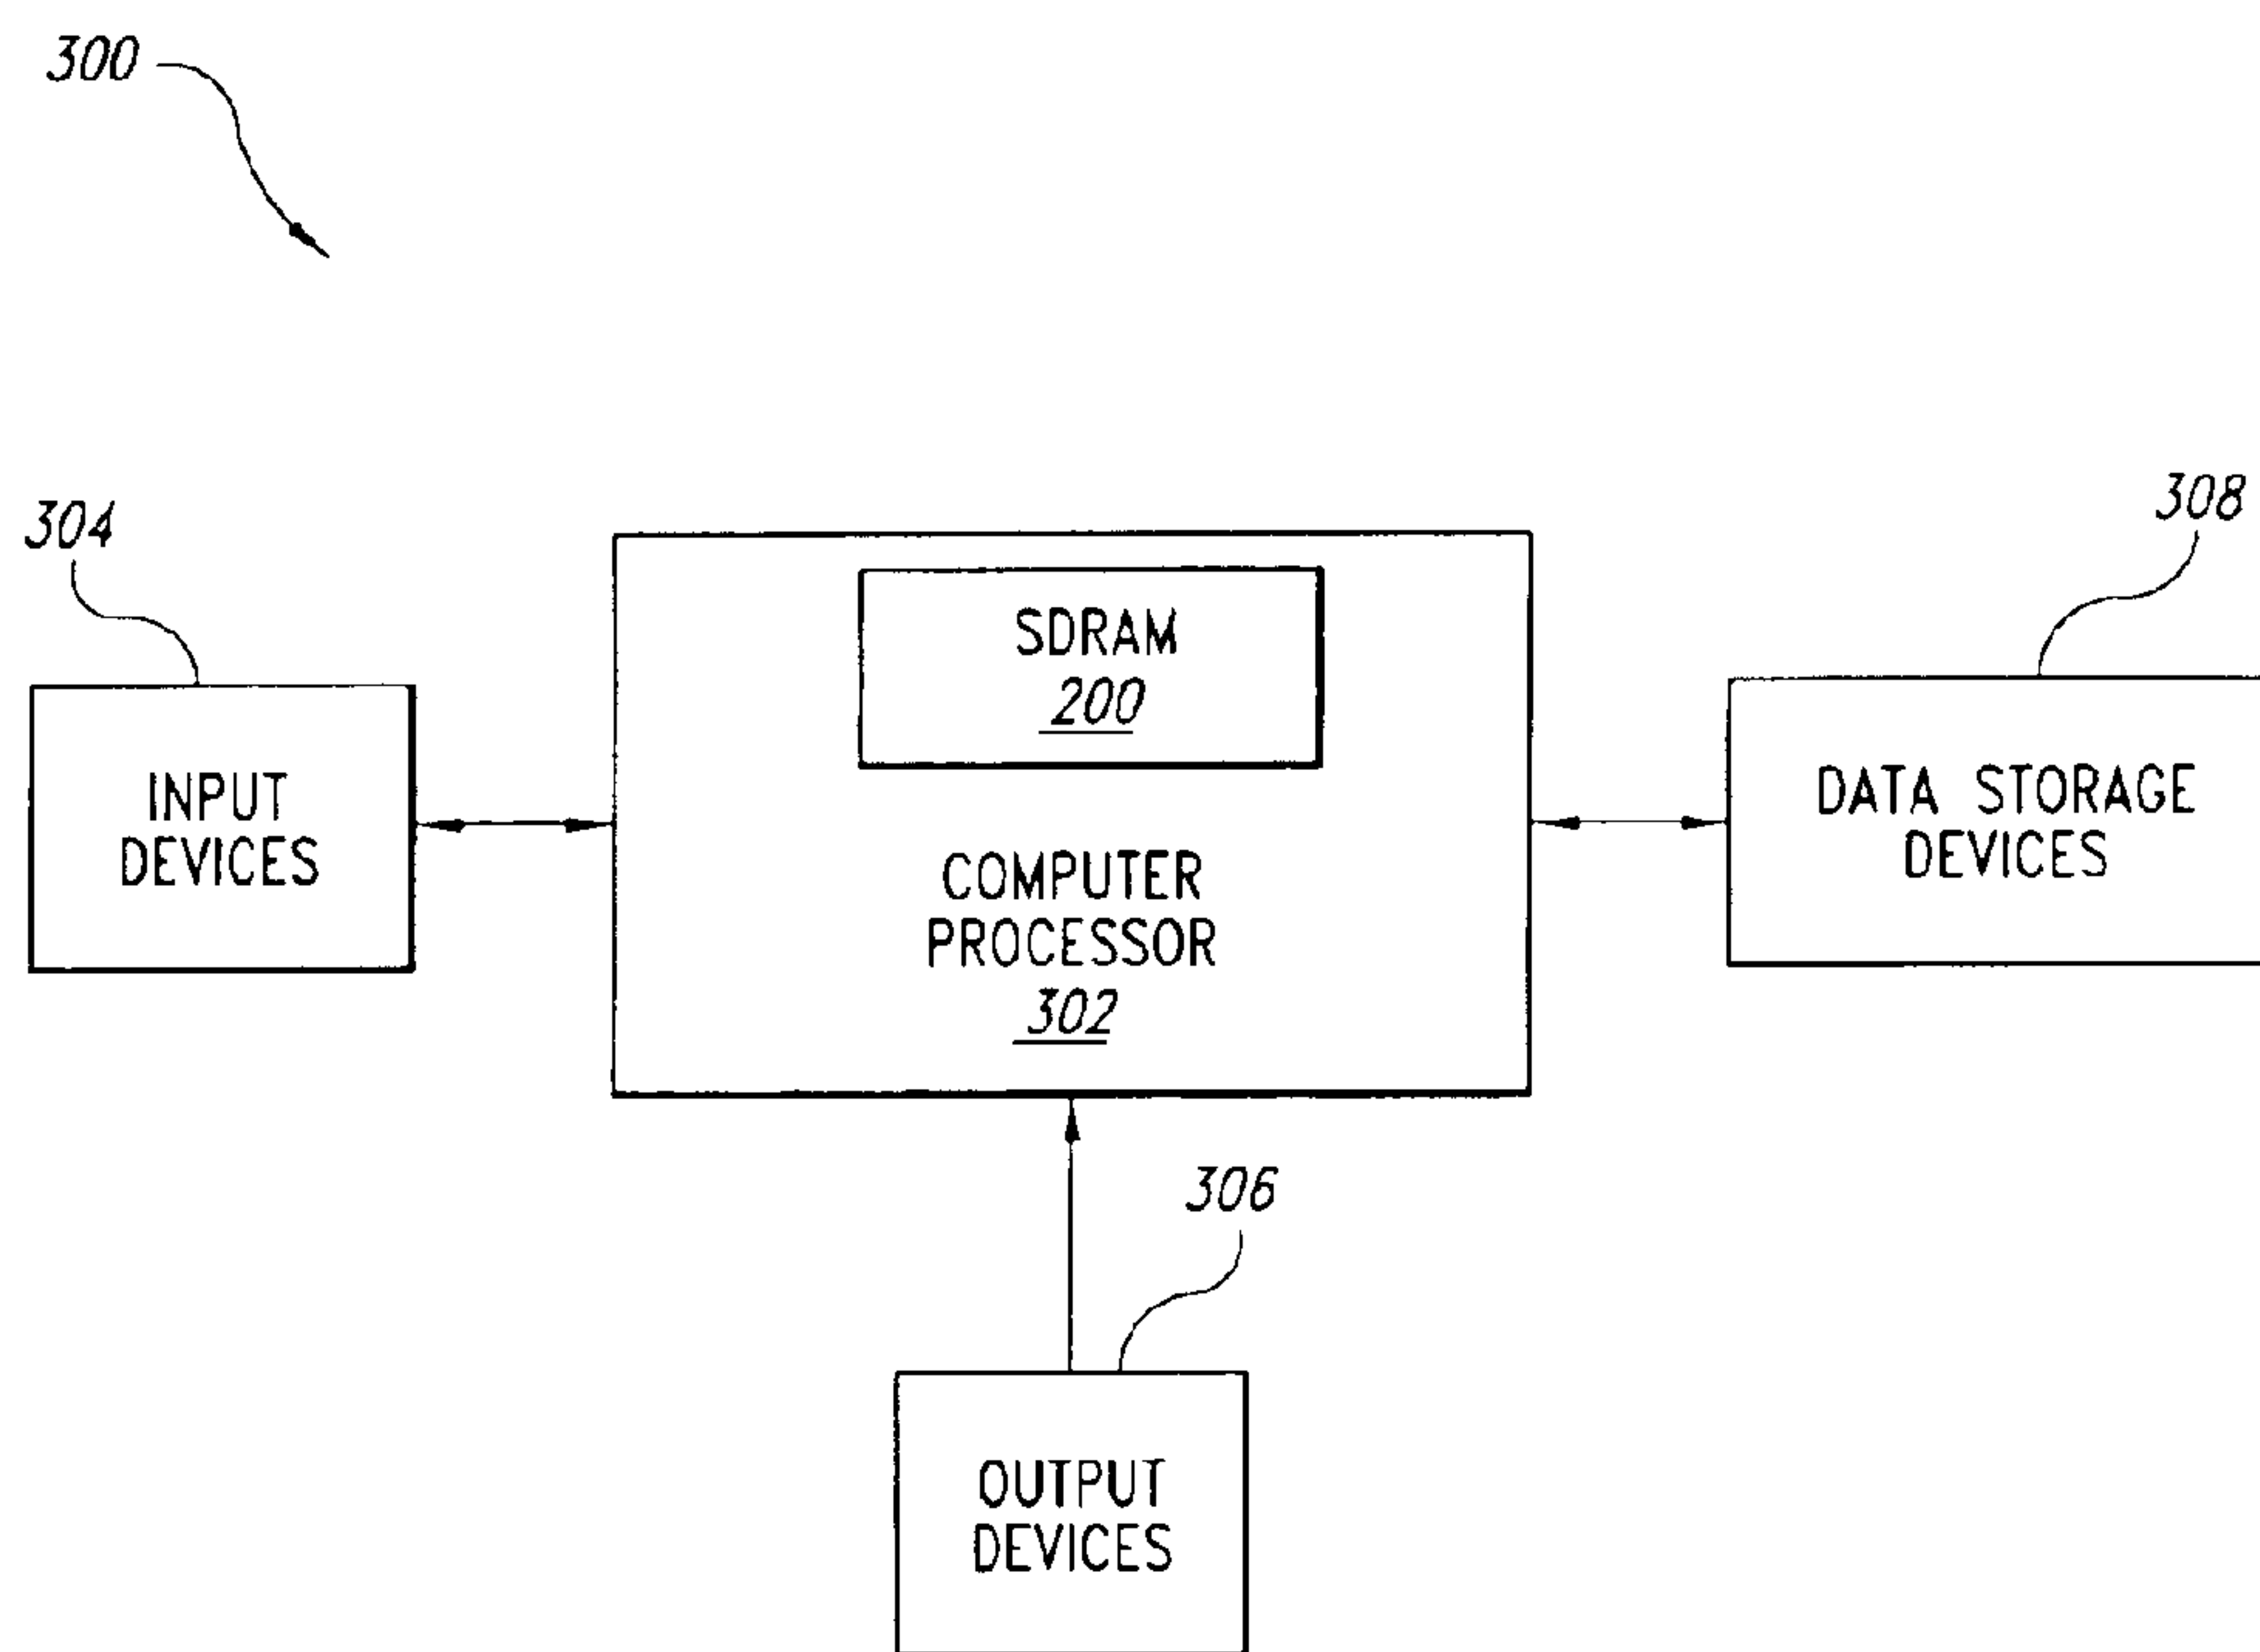 300
304
308
SDRAM
200
INPUT
DEVICES
DATA STORAGE
DEVICES
COMPUTER
PROCESSOR
302
306
OUTPUT
DEVICES